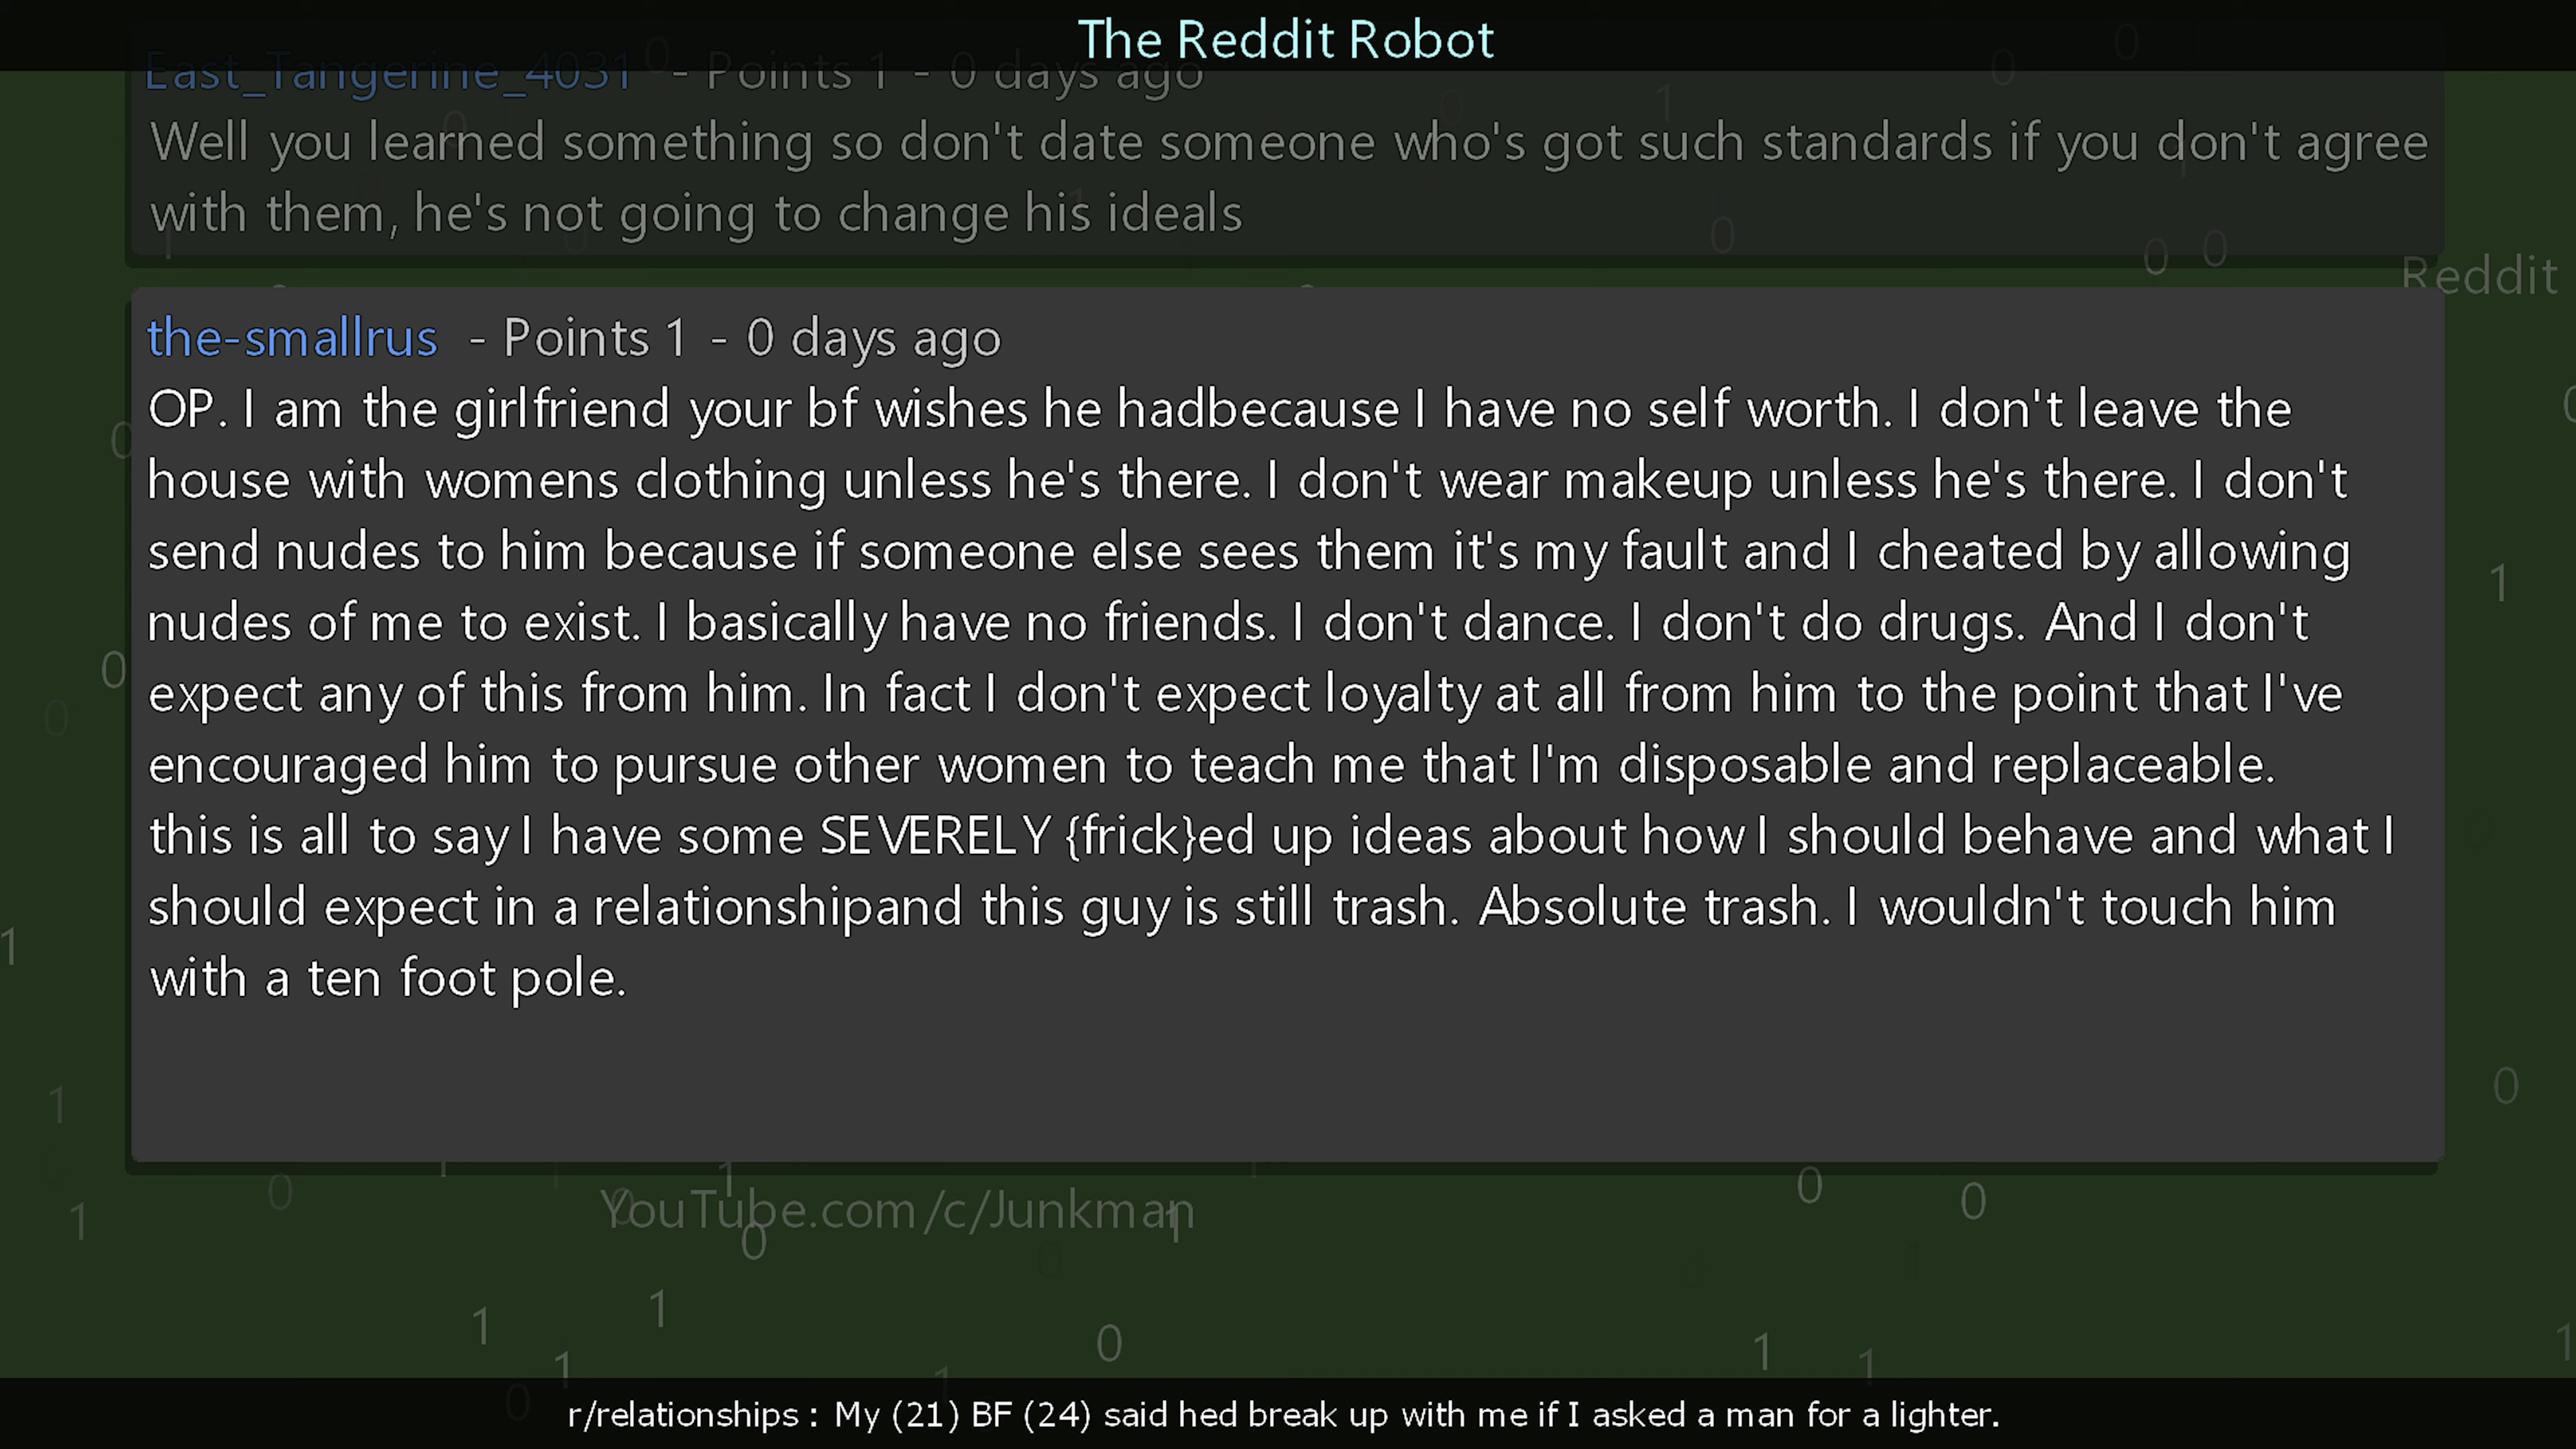 The Reddit Robot
East_Tangerine_4031 - Points 1 - 0 days ago
Well you learned something so don't date someone who's got such standards if you don't agree
with them, he's not going to change his ideals
Reddit
the-smallrus - Points 1 - 0 days ago
OP. I am the girlfriend your bf wishes he hadbecause I have no self worth. I don't leave the
house with womens clothing unless he's there. I don't wear makeup unless he's there. I don't
send nudes to him because if someone else sees them it's my fault and I cheated by allowing
nudes of me to exist. I basically have no friends. I don't dance. I don't do drugs. And I don't
expect any of this from him. In fact I don't expect loyalty at all from him to the point that I've
encouraged him to pursue other women to teach me that I'm disposable and replaceable.
this is all to say I have some SEVERELY {frick}ed up ideas about how I should behave and what I
should expect in a relationshipand this guy is still trash. Absolute trash. I wouldn't touch him
with a ten foot pole.
YouTube.com/c/Junkman
r/relationships : My (21) BF (24) said hed break up with me if I asked a man for a lighter.